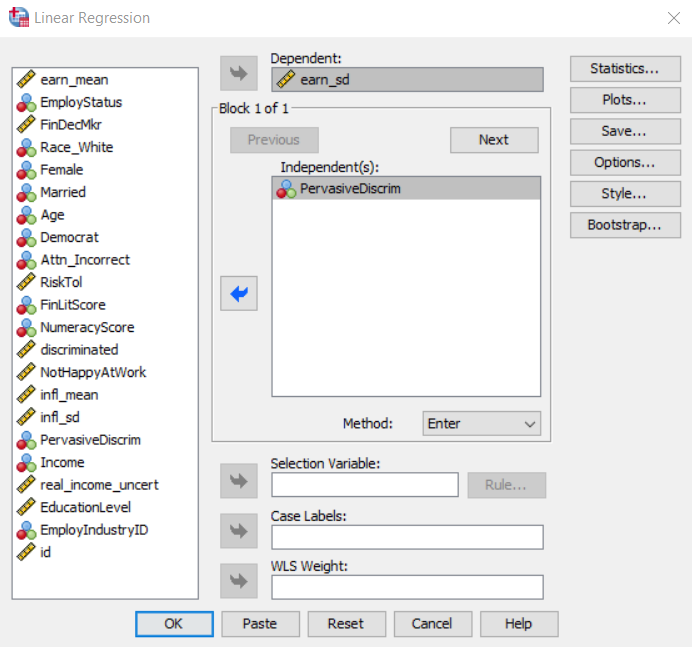 Linear Regression
earn_mean
EmployStatus
FinDecMkr
Race_White
Female
Married
Age
Democrat
Attn_Incorrect
RiskTol
FinLitScore
NumeracyScore
discriminated
NotHappyAtWork
infl_mean
infl_sd
PervasiveDiscrim
Income
real_income_uncert
EducationLevel
EmployIndustryID
id
Dependent:
earn_sd
Block 1 of 1
Previous
Next
Independent(s):
PervasiveDiscrim
Method:
Enter
Selection Variable:
Rule...
Case Labels:
WLS Weight:
Statistics...
Plots...
Save...
Options...
Style...
Bootstrap...
OK
Paste
Reset
Cancel
Help